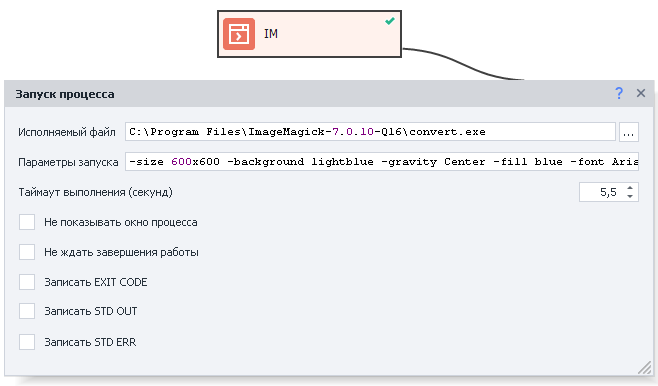 IM
Запуск процесса
Исполняемый файл C:\Program Files\ImageMagick-7.0.10-Q16\convert.exe ...
Параметры запуска -size 600x600 -background lightblue -gravity Center -fill blue -font Aria
Таймаут выполнения (секунд) 5,5
Не показывать окно процесса
Не ждать завершения работы
Записать EXIT CODE
Записать STD OUT
Записать STD ERR